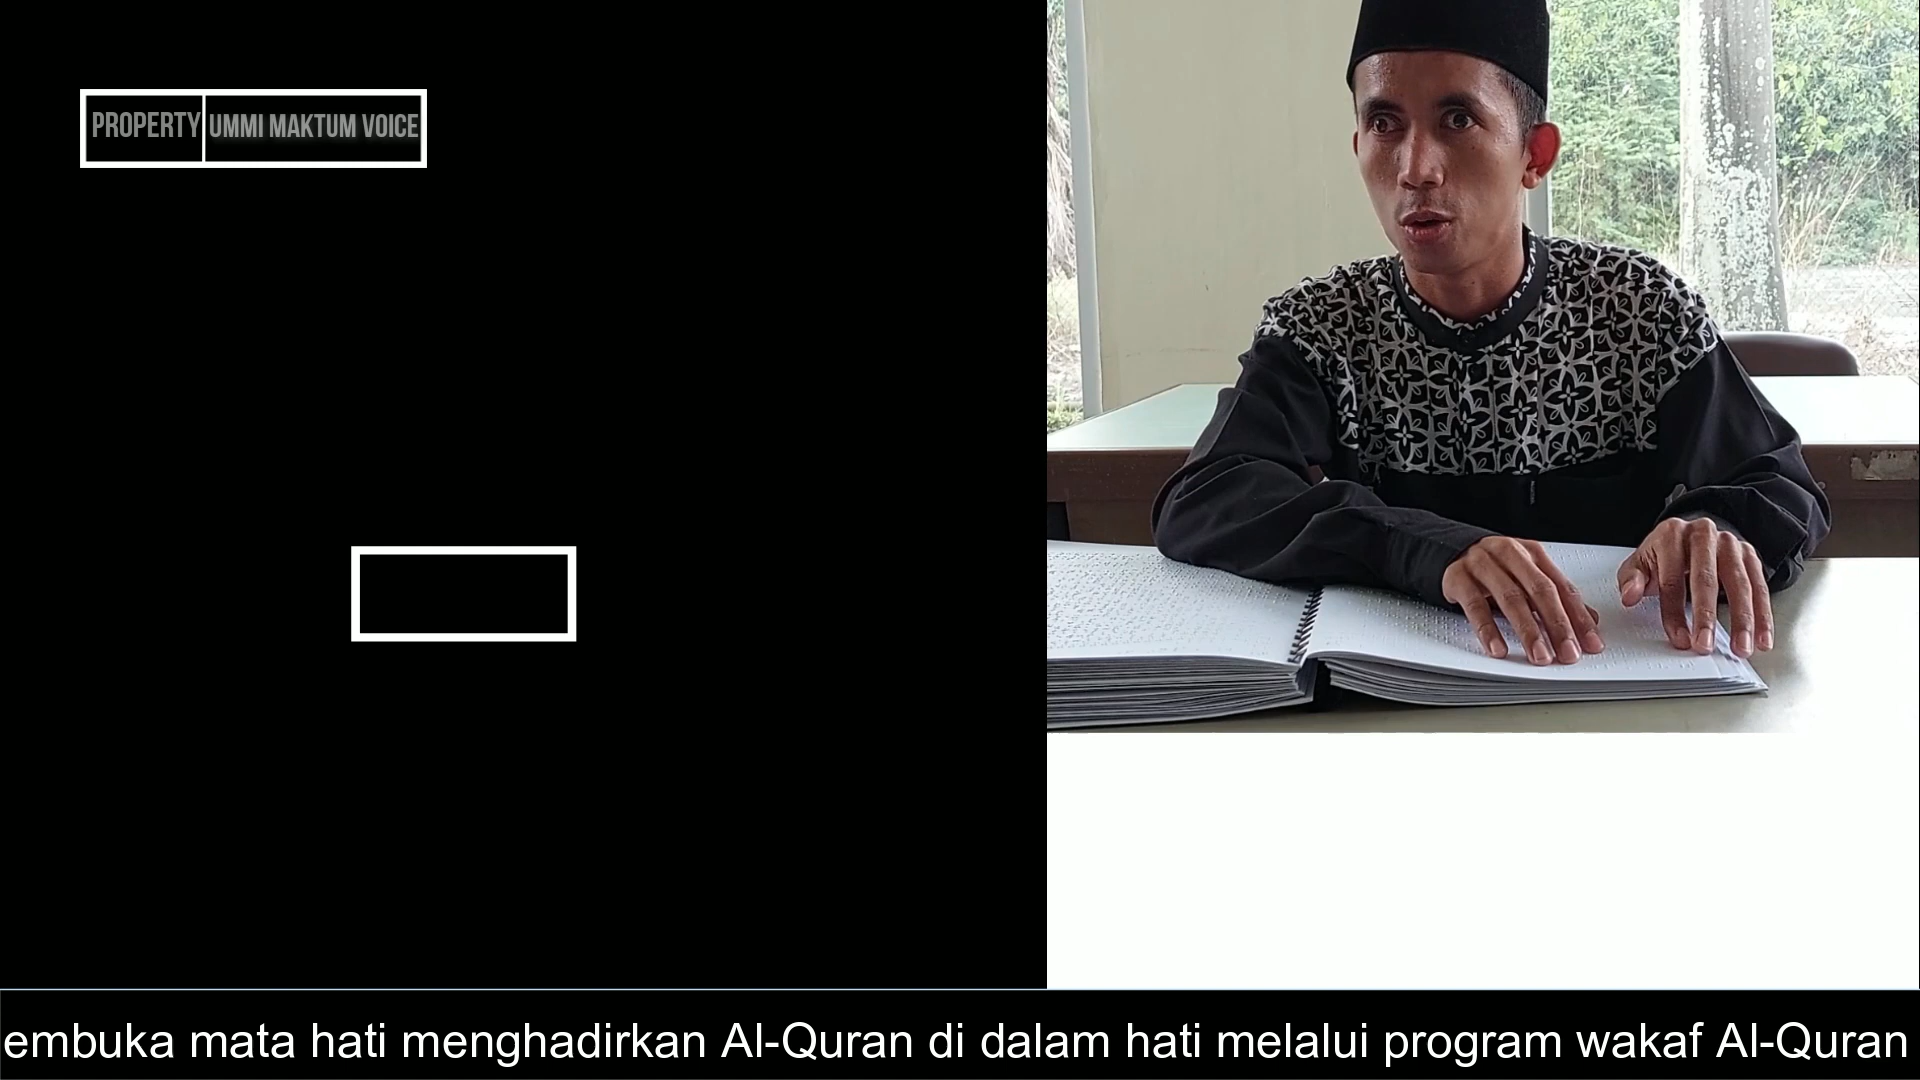 PROPERTY UMMI MAKTUM VOICE
embuka mata hati menghadirkan Al-Quran di dalam hati melalui program wakaf Al-Quran